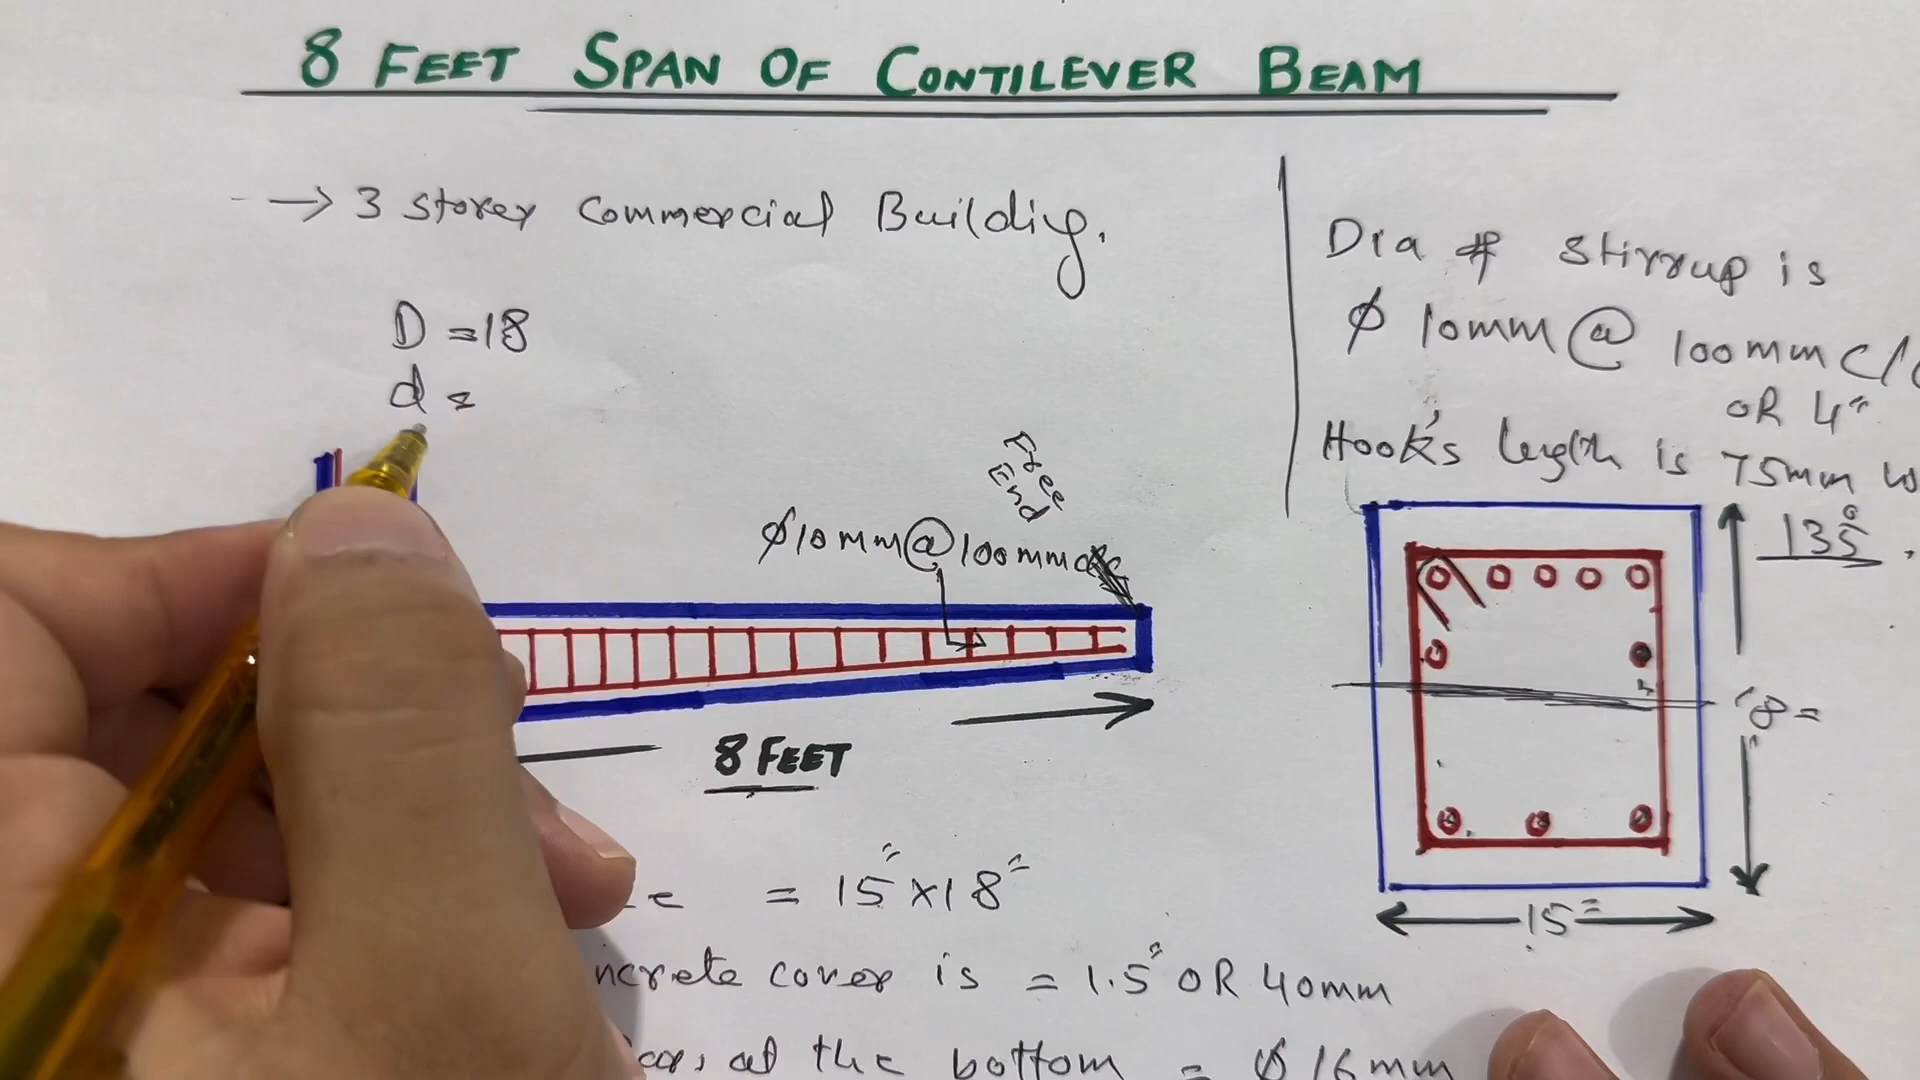 8 FEET SPAN OF CONTILEVER BEAM
→ 3 storey Commercial Building.
D = 18
d =
Dia of stirrup is
ϕ 10mm @ 100mm c/c
OR 4"
Hook's length is 75mm
135°.
Free
End
ϕ10mm@100mm
8 FEET
18"
15"
= 15" x 18"
cover is = 1.5" OR 40mm
at the bottom = ϕ 16mm